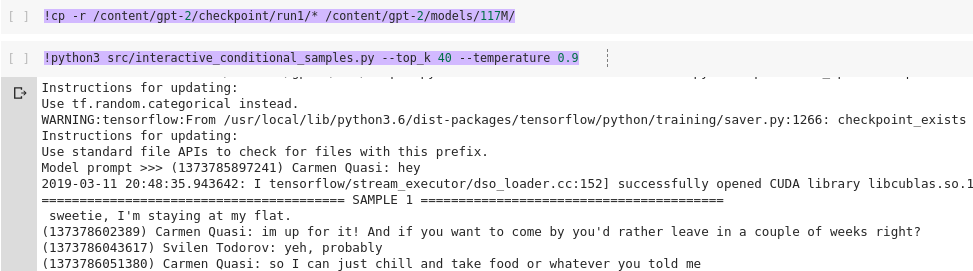 [ ] !cp -r /content/gpt-2/checkpoint/run1/* /content/gpt-2/models/117M/
[ ] !python3 src/interactive_conditional_samples.py --top_k 40 --temperature 0.9
Instructions for updating:
Use tf.random.categorical instead.
WARNING:tensorflow:From /usr/local/lib/python3.6/dist-packages/tensorflow/python/training/saver.py:1266: checkpoint_exists
Instructions for updating:
Use standard file APIs to check for files with this prefix.
Model prompt >>> (1373785897241) Carmen Quasi: hey
2019-03-11 20:48:35.943642: I tensorflow/stream_executor/dso_loader.cc:152] successfully opened CUDA library libcublas.so.1
======================================== SAMPLE 1 ========================================
sweetie, I'm staying at my flat.
(137378602389) Carmen Quasi: im up for it! And if you want to come by you'd rather leave in a couple of weeks right?
(1373786043617) Svilen Todorov: yeh, probably
(1373786051380) Carmen Quasi: so I can just chill and take food or whatever you told me